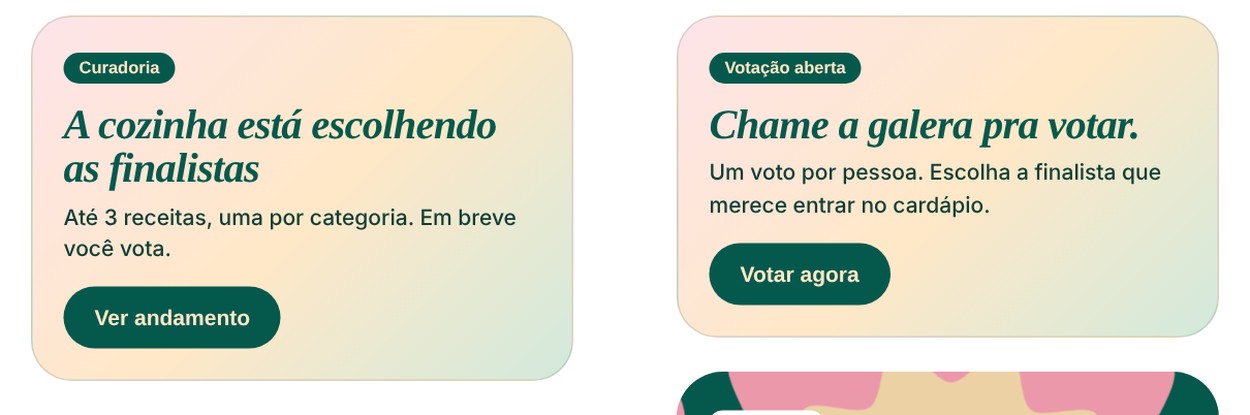 Curadoria
A cozinha está escolhendo
as finalistas
Até 3 receitas, uma por categoria. Em breve
você vota.
Ver andamento
Votação aberta
Chame a galera pra votar.
Um voto por pessoa. Escolha a finalista que
merece entrar no cardápio.
Votar agora